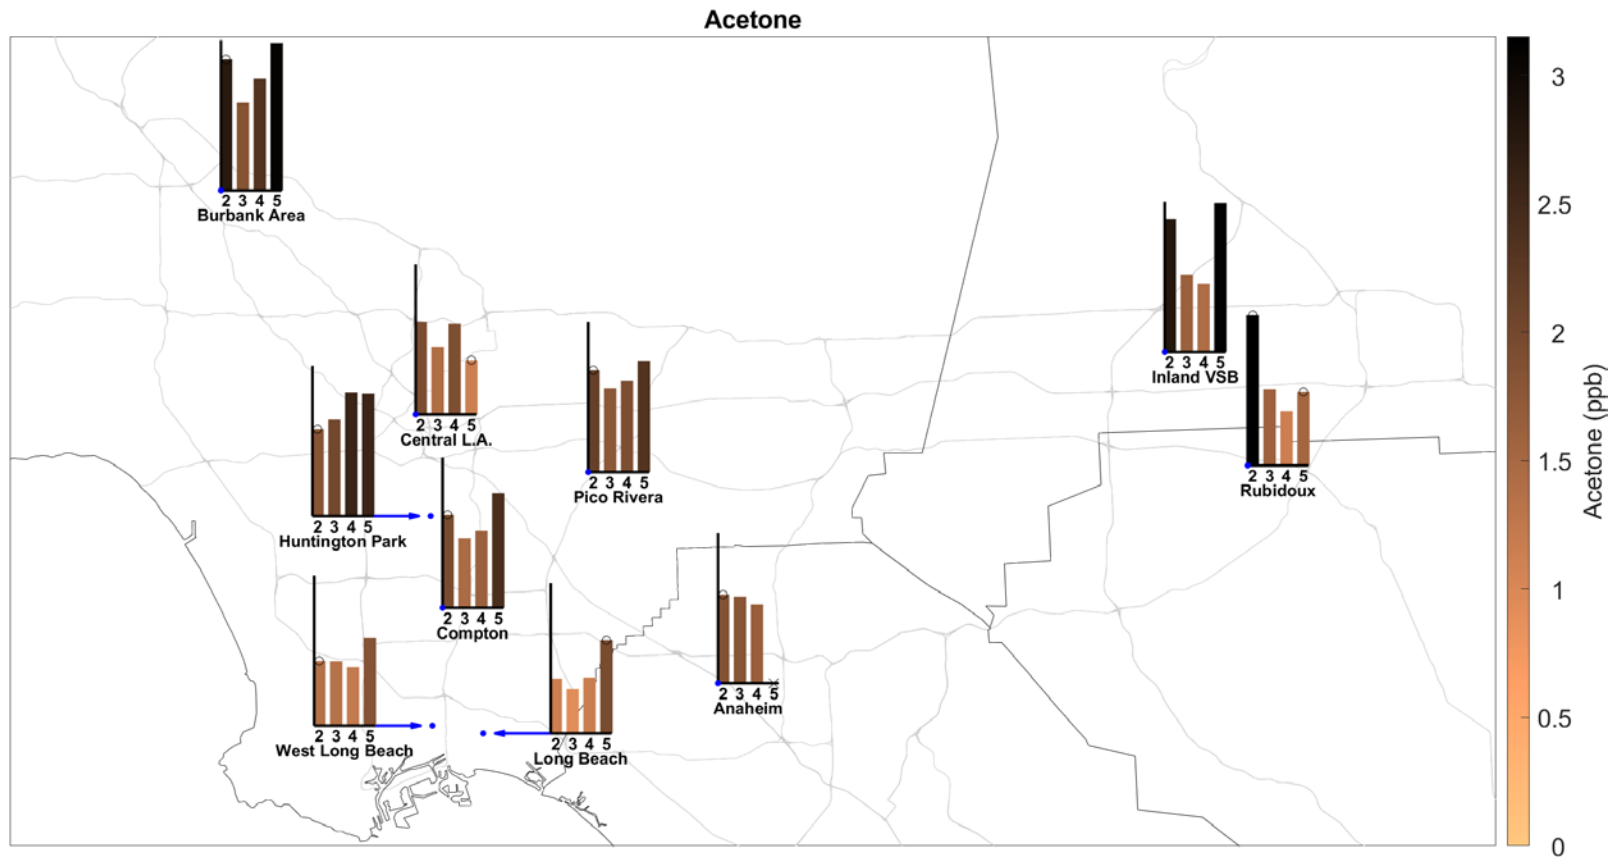 Acetone
2 3 4 5
Burbank Area
2 3 4 5
Inland VSB
2 3 4 5
Central L.A.
2 3 4 5
Pico Rivera
2 3 4 5
Rubidoux
2 3 4 5
Huntington Park
2 3 4 5
Compton
2 3 4 5
Anaheim
2 3 4 5
West Long Beach
2 3 4 5
Long Beach
3
2.5
2
1.5
1
0.5
0
Acetone (ppb)